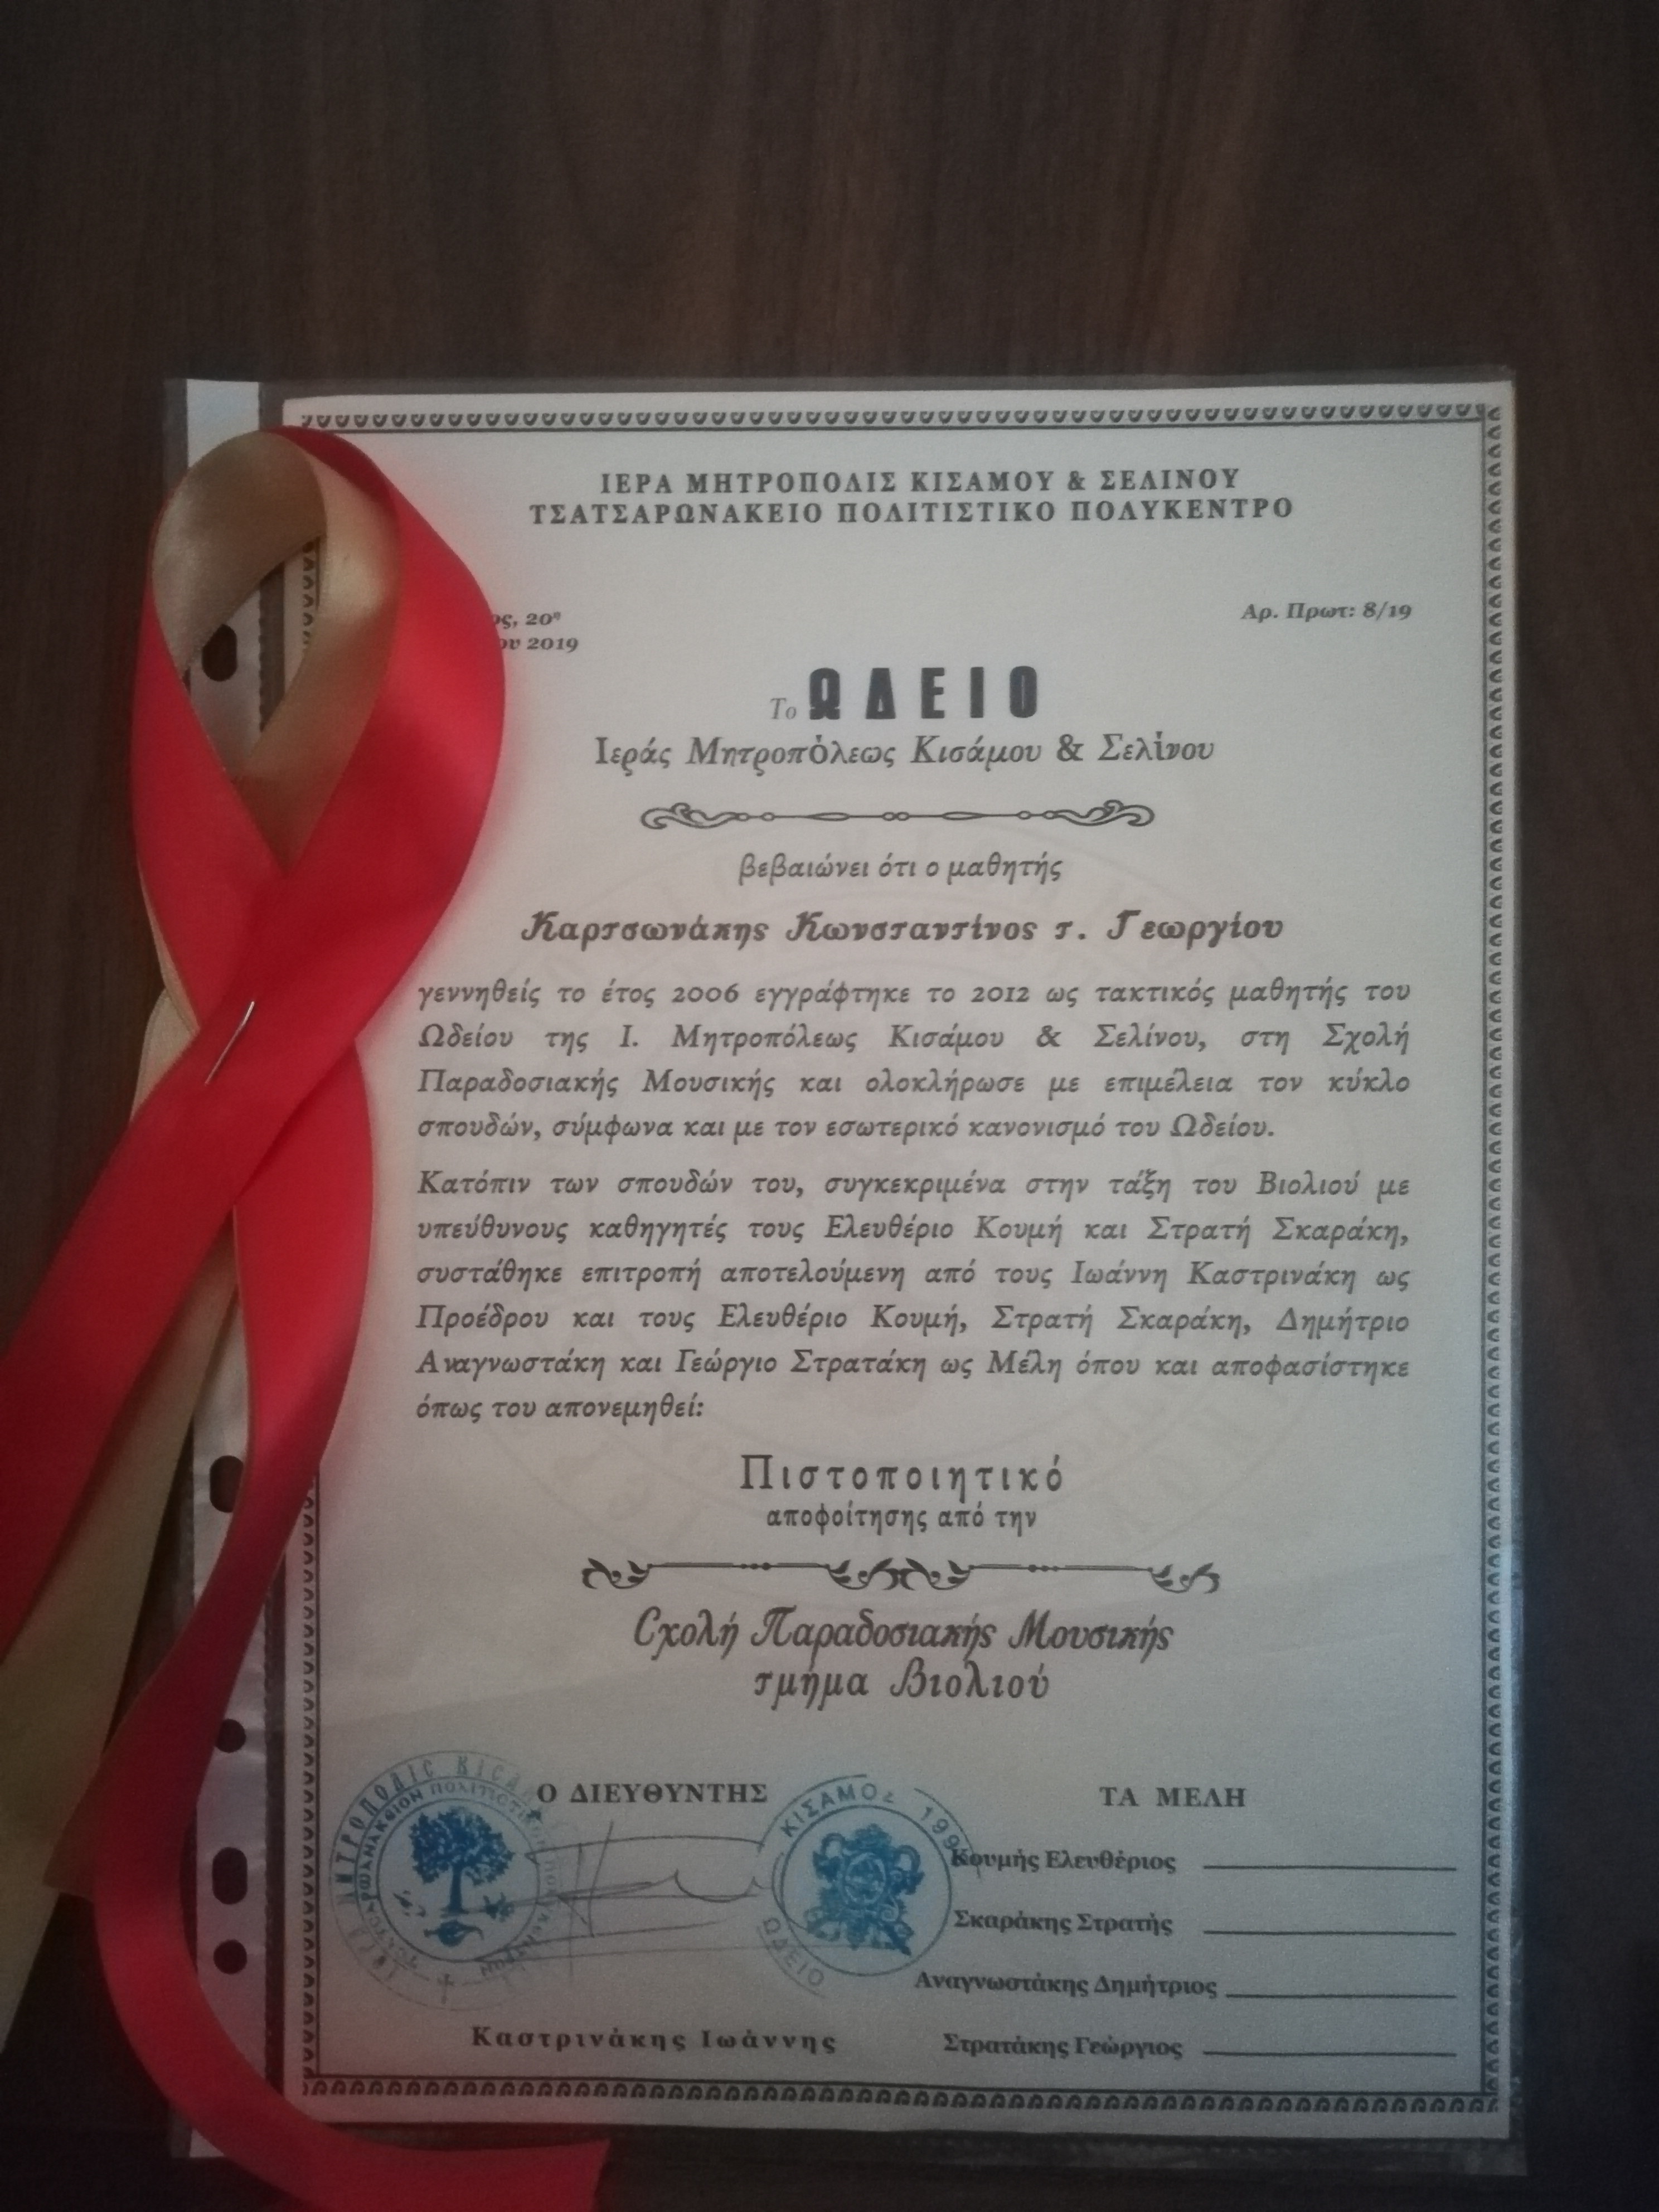 ΙΕΡΑ ΜΗΤΡΟΠΟΛΙΣ ΚΙΣΑΜΟΥ & ΣΕΛΙΝΟΥ
ΤΣΑΤΣΑΡΩΝΑΚΕΙΟ ΠΟΛΙΤΙΣΤΙΚΟ ΠΟΛΥΚΕΝΤΡΟ
20η
2019
Αρ. Πρωτ: 8/19
Το ΩΔΕΙΟ
Ιεράς Μητροπόλεως Κισάμου & Σελίνου
βεβαιώνει ότι ο μαθητής
Καρτσωνάκης Κωνσταντίνος τ. Γεωργίου
γεννηθείς το έτος 2006 εγγράφτηκε το 2012 ως τακτικός μαθητής του
Ωδείου της Ι. Μητροπόλεως Κισάμου & Σελίνου, στη Σχολή
Παραδοσιακής Μουσικής και ολοκλήρωσε με επιμέλεια τον κύκλο
σπουδών, σύμφωνα και με τον εσωτερικό κανονισμό του Ωδείου.
Κατόπιν των σπουδών του, συγκεκριμένα στην τάξη του Βιολιού με
υπεύθυνους καθηγητές τους Ελευθέριο Κουμή και Στρατή Σκαράκη,
συστάθηκε επιτροπή αποτελούμενη από τους Ιωάννη Καστρινάκη ως
Προέδρου και τους Ελευθέριο Κουμή, Στρατή Σκαράκη, Δημήτριο
Αναγνωστάκη και Γεώργιο Στρατάκη ως Μέλη όπου και αποφασίστηκε
όπως του απονεμηθεί:
Πιστοποιητικό
αποφοίτησης από την
Σχολή Παραδοσιακής Μουσικής
τμήμα Βιολιού
Ο ΔΙΕΥΘΥΝΤΗΣ
ΤΑ ΜΕΛΗ
ΚΙΣΑΜΟΣ
ΩΔΕΙΟ
Κουμής Ελευθέριος
Σκαράκης Στρατής
Αναγνωστάκης Δημήτριος
Στρατάκης Γεώργιος
Καστρινάκης Ιωάννης